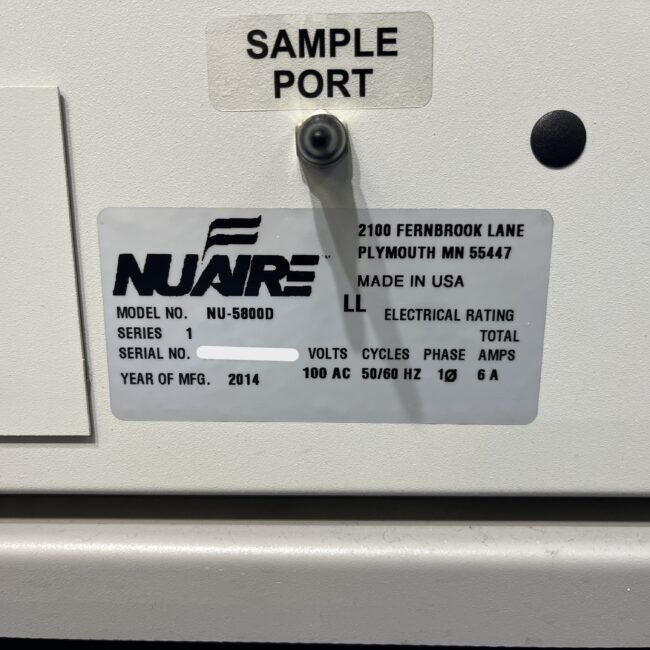 SAMPLE
PORT
NUAIRE™
2100 FERNBROOK LANE
PLYMOUTH MN 55447
MADE IN USA
MODEL NO. NU-5800D
LL ELECTRICAL RATING
SERIES 1
TOTAL
SERIAL NO. VOLTS CYCLES PHASE AMPS
YEAR OF MFG. 2014 100 AC 50/60 HZ 1Ø 6 A